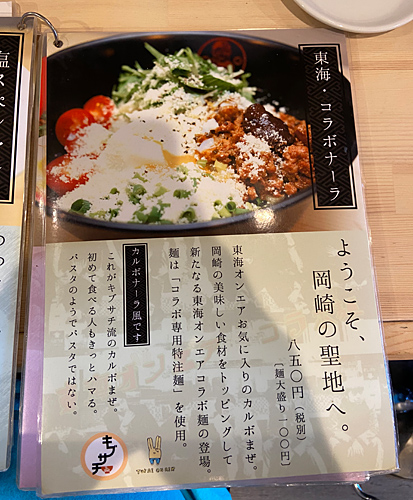 東海・コラボナーラ
ようこそ、
岡崎の聖地へ。
八五〇円（税別）
［麺大盛り一〇〇円］
東海オンエアお気に入りのカルボまぜ。
岡崎の美味しい食材をトッピングして
新たなる東海オンエアコラボ麺の登場。
麺は「コラボ専用特注麺」を使用。
カルボナーラ風です
これがキブサチ流のカルボまぜ。
初めて食べる人もきっとハマる。
パスタのようでパスタではない。
キブサチ
TOKAI ON AIR